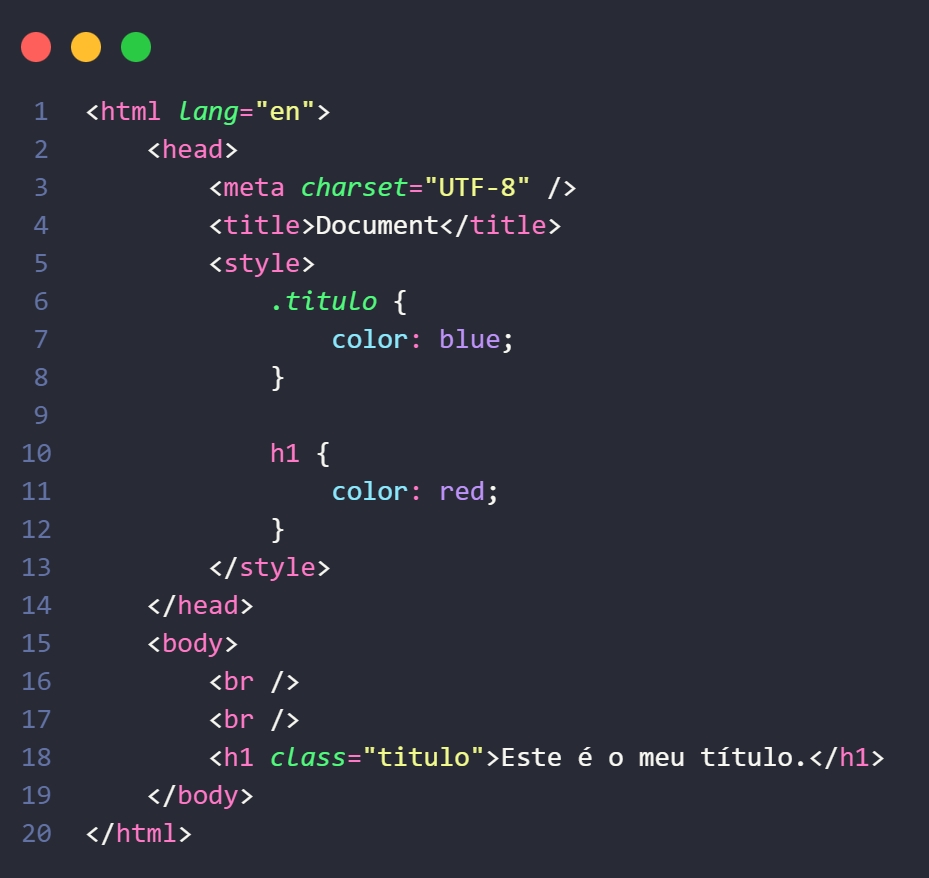 1 <html lang="en">
2     <head>
3         <meta charset="UTF-8" />
4         <title>Document</title>
5         <style>
6             .titulo {
7                 color: blue;
8             }
9
10             h1 {
11                 color: red;
12             }
13         </style>
14     </head>
15     <body>
16         <br />
17         <br />
18         <h1 class="titulo">Este é o meu título.</h1>
19     </body>
20 </html>